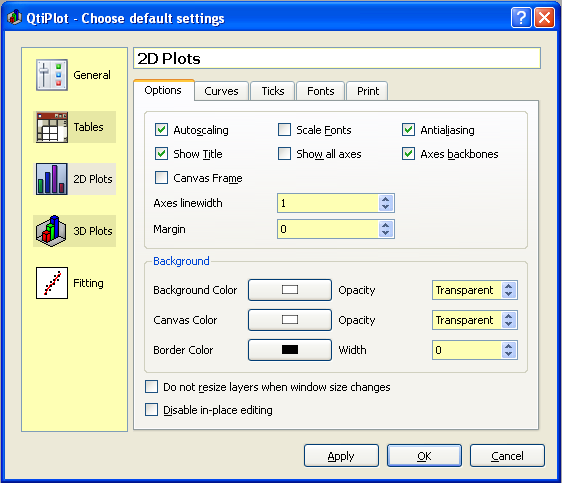 QtiPlot - Choose default settings
General
Tables
2D Plots
3D Plots
Fitting
2D Plots
Options Curves Ticks Fonts Print
Autoscaling Scale Fonts Antialiasing
Show Title Show all axes Axes backbones
Canvas Frame
Axes linewidth 1
Margin 0
Background
Background Color Opacity Transparent
Canvas Color Opacity Transparent
Border Color Width 0
Do not resize layers when window size changes
Disable in-place editing
Apply OK Cancel